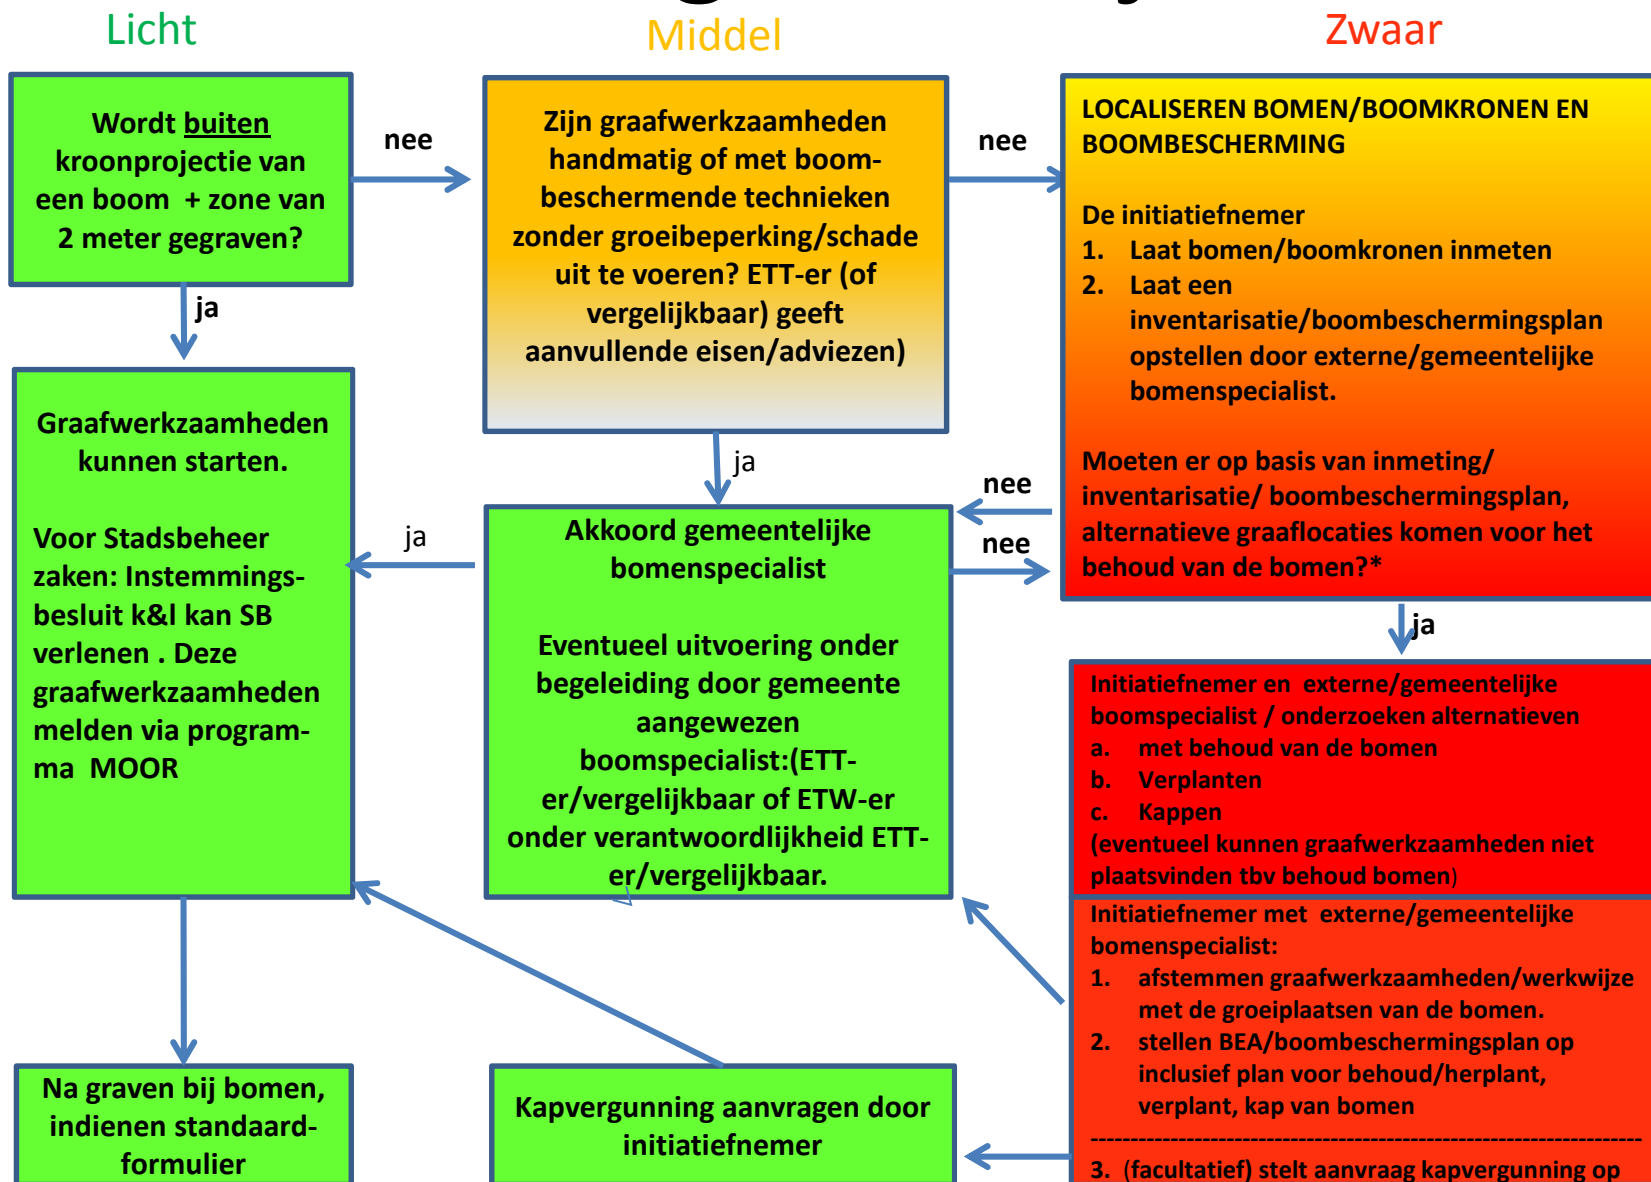 Licht
Middel
Zwaar
Wordt buiten
kroonprojectie van
een boom + zone van
2 meter gegraven?
nee
ja
Zijn graafwerkzaamheden
handmatig of met boom-
beschermende technieken
zonder groeibeperking/schade
uit te voeren? ETT-er (of
vergelijkbaar) geeft
aanvullende eisen/adviezen)
nee
ja
LOCALISEREN BOMEN/BOOMKRONEN EN
BOOMBESCHERMING
De initiatiefnemer
1. Laat bomen/boomkronen inmeten
2. Laat een
inventarisatie/boombeschermingsplan
opstellen door externe/gemeentelijke
bomenspecialist.
Moeten er op basis van inmeting/
inventarisatie/ boombeschermingsplan,
alternatieve graaflocaties komen voor het
behoud van de bomen?*
nee
nee
ja
Graafwerkzaamheden
kunnen starten.
Voor Stadsbeheer
zaken: Instemmings-
besluit k&l kan SB
verlenen . Deze
graafwerkzaamheden
melden via program-
ma MOOR
ja
Akkoord gemeentelijke
bomenspecialist
Eventueel uitvoering onder
begeleiding door gemeente
aangewezen
boomspecialist:(ETT-
er/vergelijkbaar of ETW-er
onder verantwoordelijkheid ETT-
er/vergelijkbaar.
Initiatiefnemer en externe/gemeentelijke
boomspecialist / onderzoeken alternatieven
a. met behoud van de bomen
b. Verplanten
c. Kappen
(eventueel kunnen graafwerkzaamheden niet
plaatsvinden tbv behoud bomen)
Initiatiefnemer met externe/gemeentelijke
bomenspecialist:
1. afstemmen graafwerkzaamheden/werkwijze
met de groeiplaatsen van de bomen.
2. stellen BEA/boombeschermingsplan op
inclusief plan voor behoud/herplant,
verplant, kap van bomen
---------------------------------------------------------------------
3. (facultatief) stelt aanvraag kapvergunning op
Na graven bij bomen,
indienen standaard-
formulier
Kapvergunning aanvragen door
initiatiefnemer